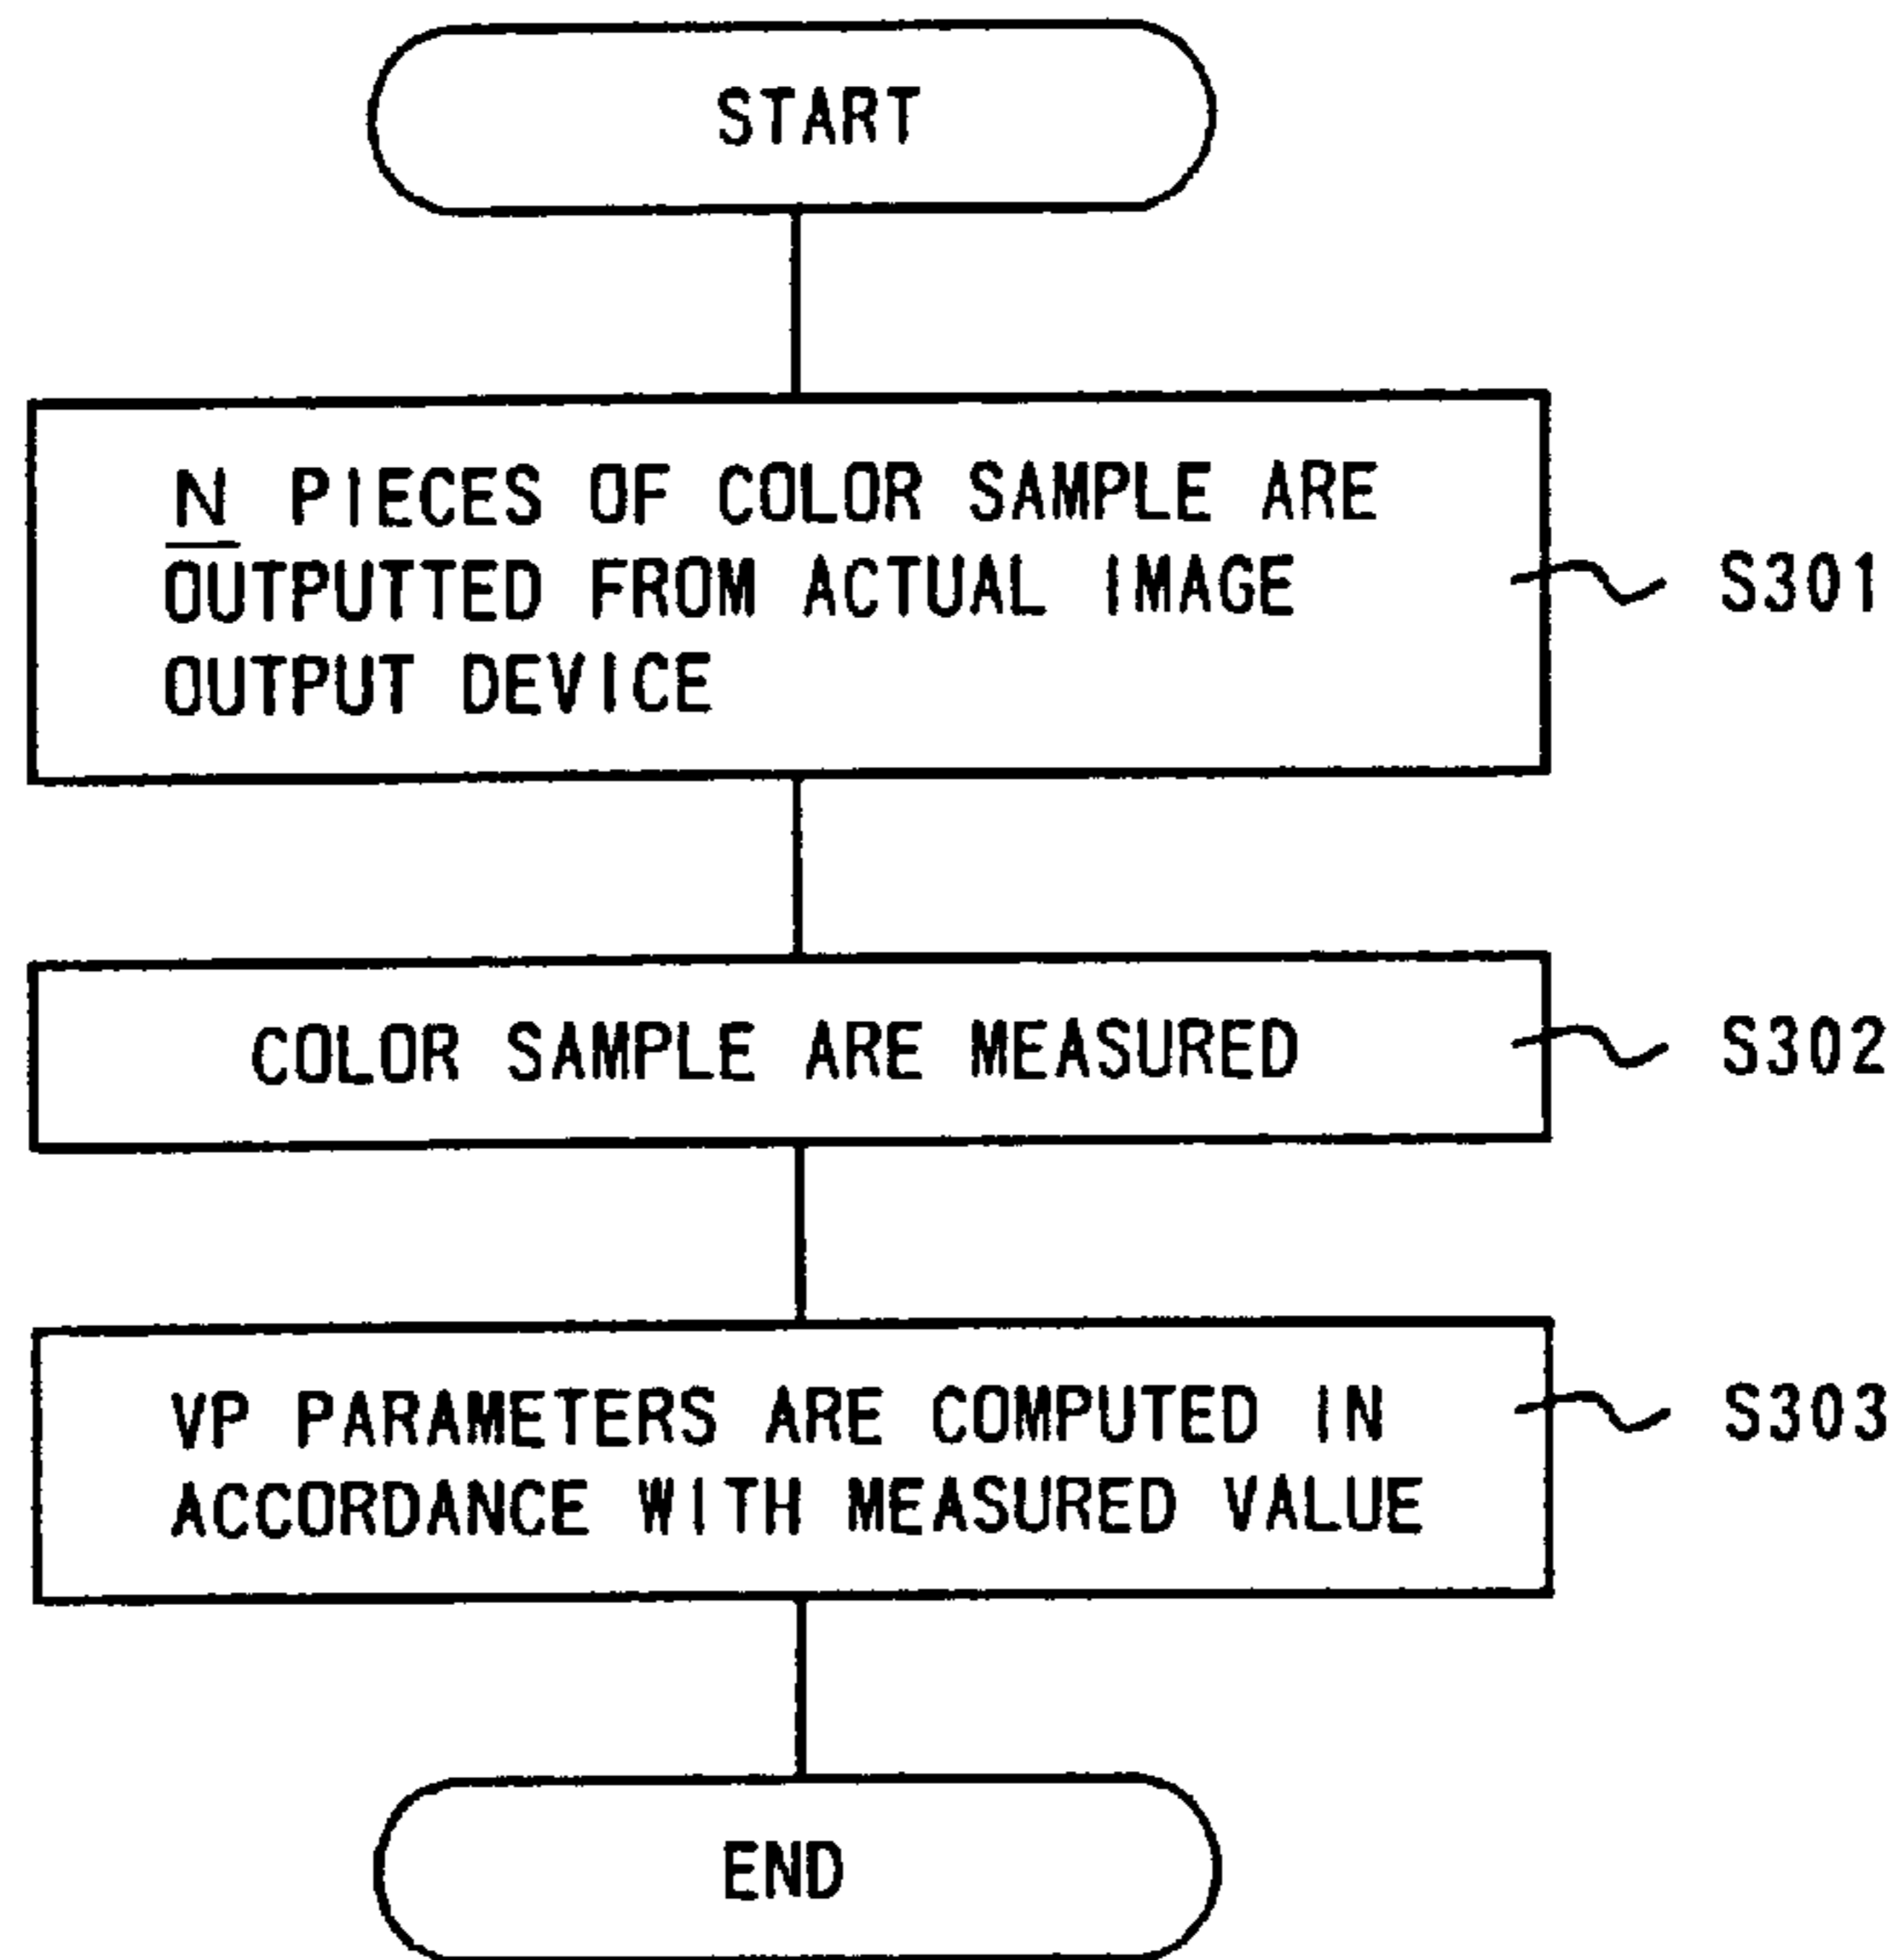 START
N PIECES OF COLOR SAMPLE ARE
OUTPUTTED FROM ACTUAL IMAGE
OUTPUT DEVICE
S301
COLOR SAMPLE ARE MEASURED
S302
VP PARAMETERS ARE COMPUTED IN
ACCORDANCE WITH MEASURED VALUE
S303
END